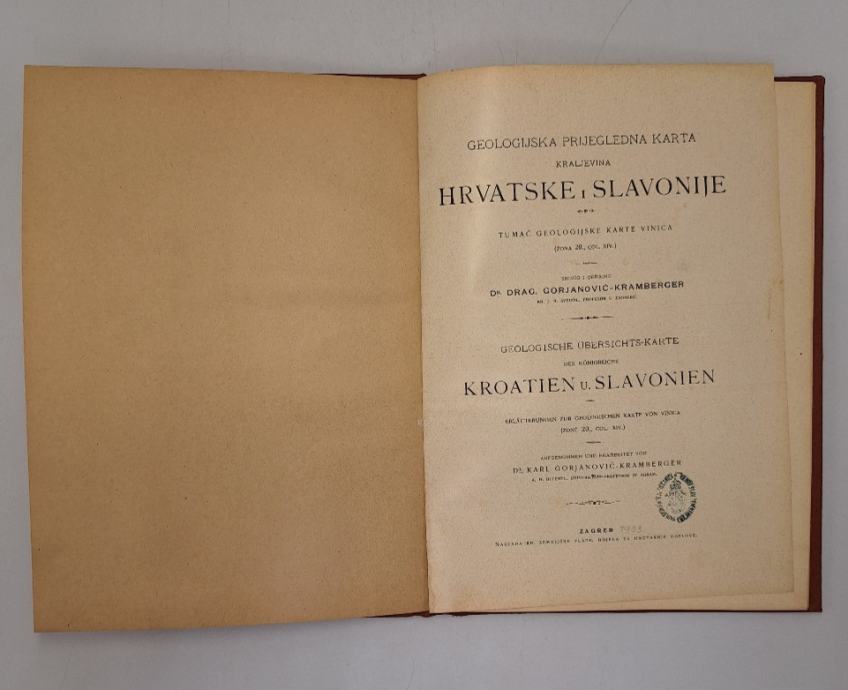 GEOLOGIJSKA PRIJEGLEDNA KARTA
KRALJEVINA
HRVATSKE I SLAVONIJE
TUMAČ GEOLOGIJSKE KARTE VINICA
(ZONA 20., COL. XIV.)
DR. DRAG. GORJANOVIĆ-KRAMBERGER
GEOLOGISCHE ÜBERSICHTS-KARTE
DES KÖNIGREICHS
KROATIEN U. SLAVONIEN
ERLÄUTERUNGEN ZUR GEOLOGISCHEN KARTE VON VINICA
(ZONE 20., COL. XIV.)
AUFGENOMMEN UND BEARBEITET VON
DR. KARL GORJANOVIĆ-KRAMBERGER
ZAGREB